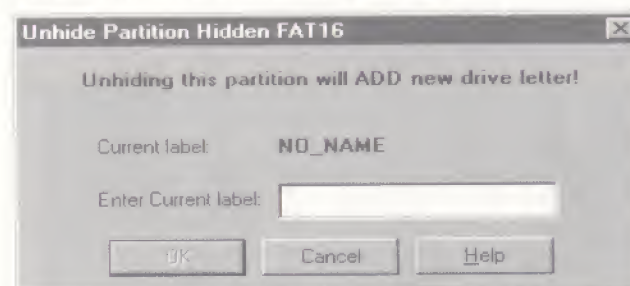 Unhide Partition Hidden FAT16
Unhiding this partition will ADD new drive letter!
Current label: NO_NAME
Enter Current label:
OK Cancel Help